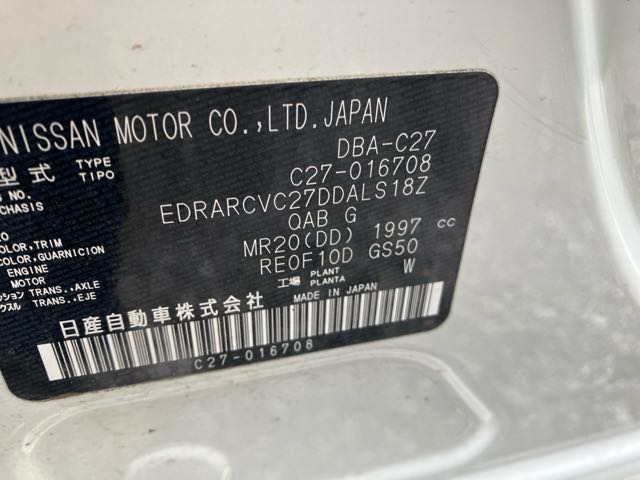 NISSAN MOTOR CO.,LTD.JAPAN
型式 TYPE TIPO DBA-C27
NO. CHASIS C27-016708
EDRARCVC27DDALS18Z
COLOR,TRIM COLOR,GUARNICION QAB G
ENGINE MOTOR MR20(DD) 1997 cc
TRANS.,AXLE TRANS.,EJE RE0F10D GS50
工場 PLANT PLANTA W
日産自動車株式会社 MADE IN JAPAN
C27-016708